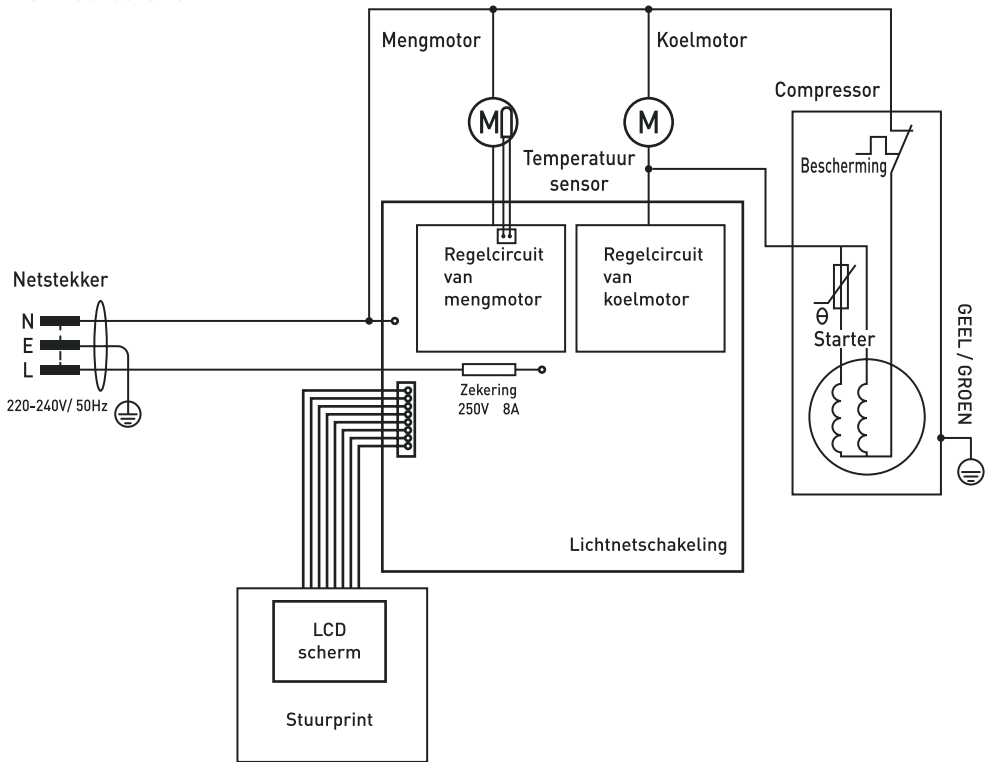 Mengmotor
Koelmotor
Compressor
M
M
Temperatuur
sensor
Bescherming
Regelcircuit
van
mengmotor
Regelcircuit
van
koelmotor
Netstekker
N
E
L
220-240V/ 50Hz
Zekering
250V 8A
θ
Starter
GEEL / GROEN
Lichtnetschakeling
LCD
scherm
Stuurprint